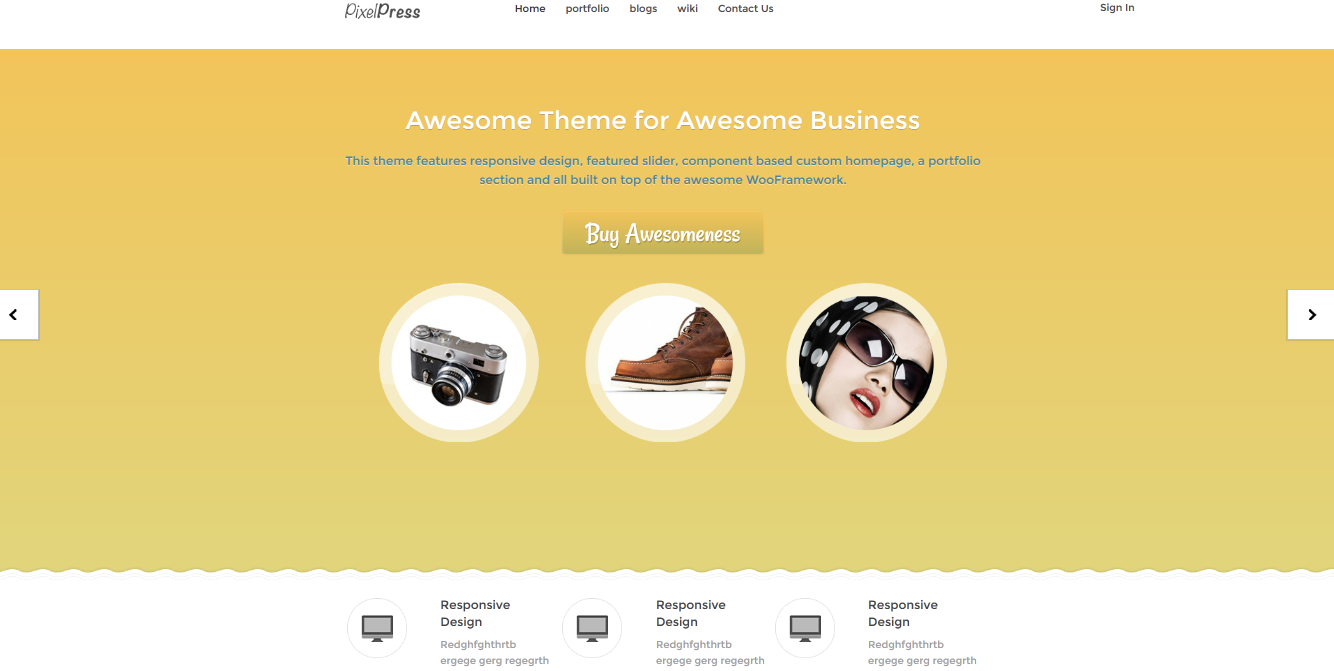 PixelPress
Home portfolio blogs wiki Contact Us
Sign In
Awesome Theme for Awesome Business
This theme features responsive design, featured slider, component based custom homepage, a portfolio
section and all built on top of the awesome WooFramework.
Buy Awesomeness
Responsive
Design
Redghfghthrtb
ergege gerg regegrth
Responsive
Design
Redghfghthrtb
ergege gerg regegrth
Responsive
Design
Redghfghthrtb
ergege gerg regegrth